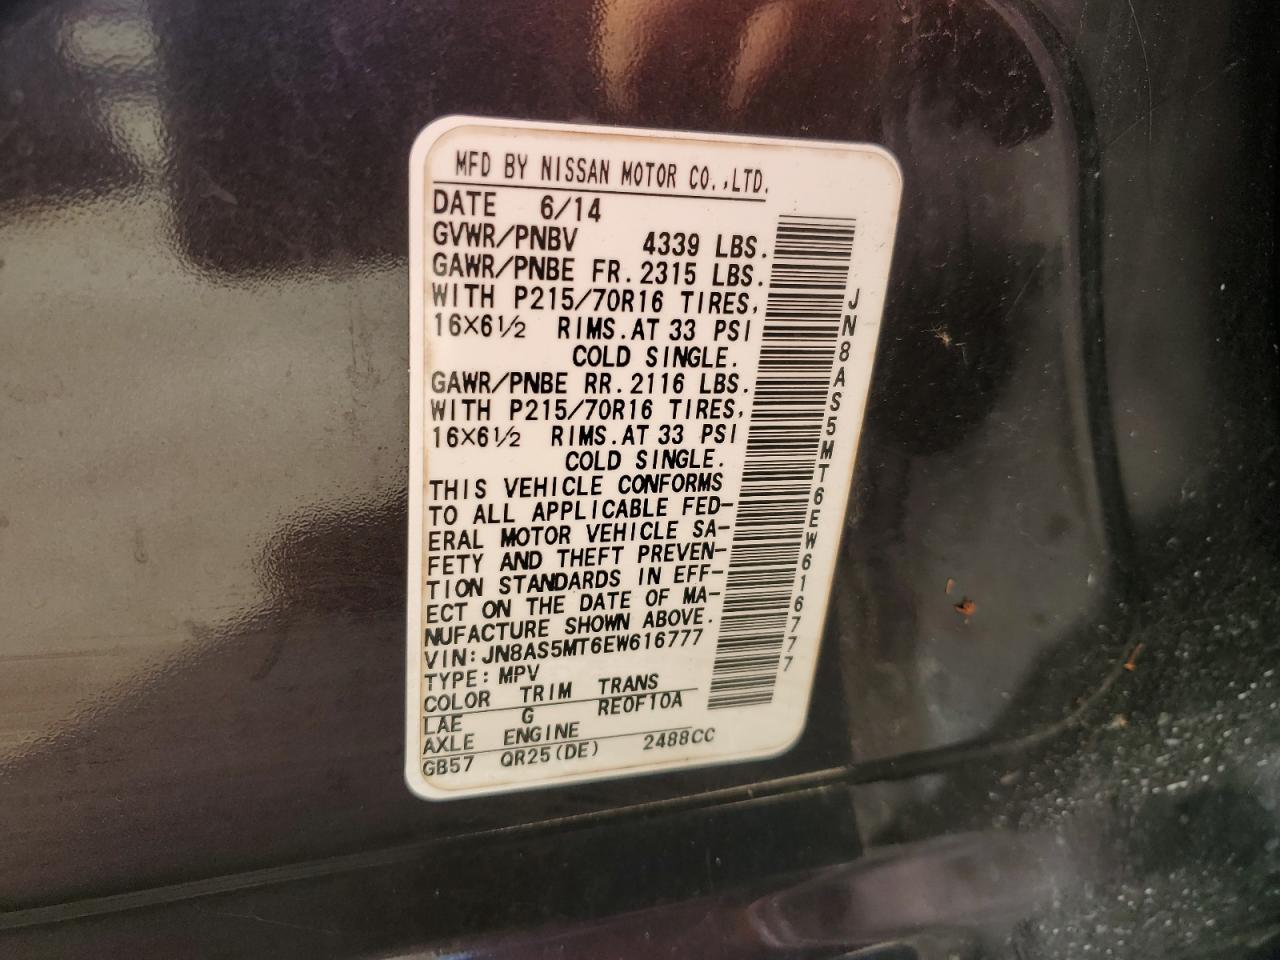 MFD BY NISSAN MOTOR CO.,LTD.
DATE 6/14
GVWR/PNBV 4339 LBS.
GAWR/PNBE FR. 2315 LBS.
WITH P215/70R16 TIRES,
16×6½ RIMS. AT 33 PSI
COLD SINGLE.
GAWR/PNBE RR. 2116 LBS.
WITH P215/70R16 TIRES,
16×6½ RIMS. AT 33 PSI
COLD SINGLE.
THIS VEHICLE CONFORMS
TO ALL APPLICABLE FED-
ERAL MOTOR VEHICLE SA-
FETY AND THEFT PREVEN-
TION STANDARDS IN EFF-
ECT ON THE DATE OF MA-
NUFACTURE SHOWN ABOVE.
VIN: JN8AS5MT6EW616777
TYPE: MPV
COLOR TRIM TRANS
LAE G RE0F10A
AXLE ENGINE
GB57 QR25(DE) 2488CC
JN8AS5MT6EW616777